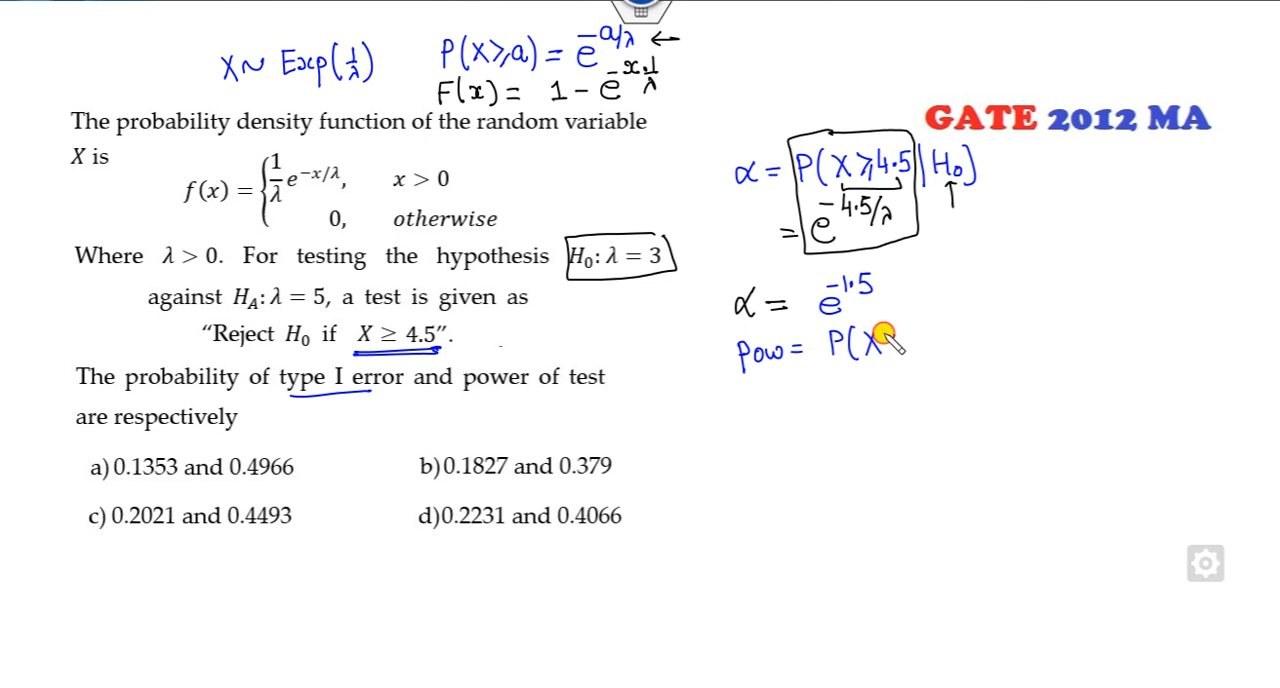 X ~ Exp(1/λ) P(X ⩾ a) = e^{-a/λ} ←
F(x) = 1 - e^{-x·1/λ}
The probability density function of the random variable
X is
f(x) = { 1/λ e^{-x/λ}, x > 0
0, otherwise
Where λ > 0. For testing the hypothesis H₀: λ = 3
against H_A: λ = 5, a test is given as
“Reject H₀ if X ≥ 4.5”.
The probability of type I error and power of test
are respectively
a) 0.1353 and 0.4966 b) 0.1827 and 0.379
c) 0.2021 and 0.4493 d) 0.2231 and 0.4066
GATE 2012 MA
α = P(X ⩾ 4.5 | H₀)
= e^{-4.5/λ}
α = e^{-1.5}
Pow = P(X